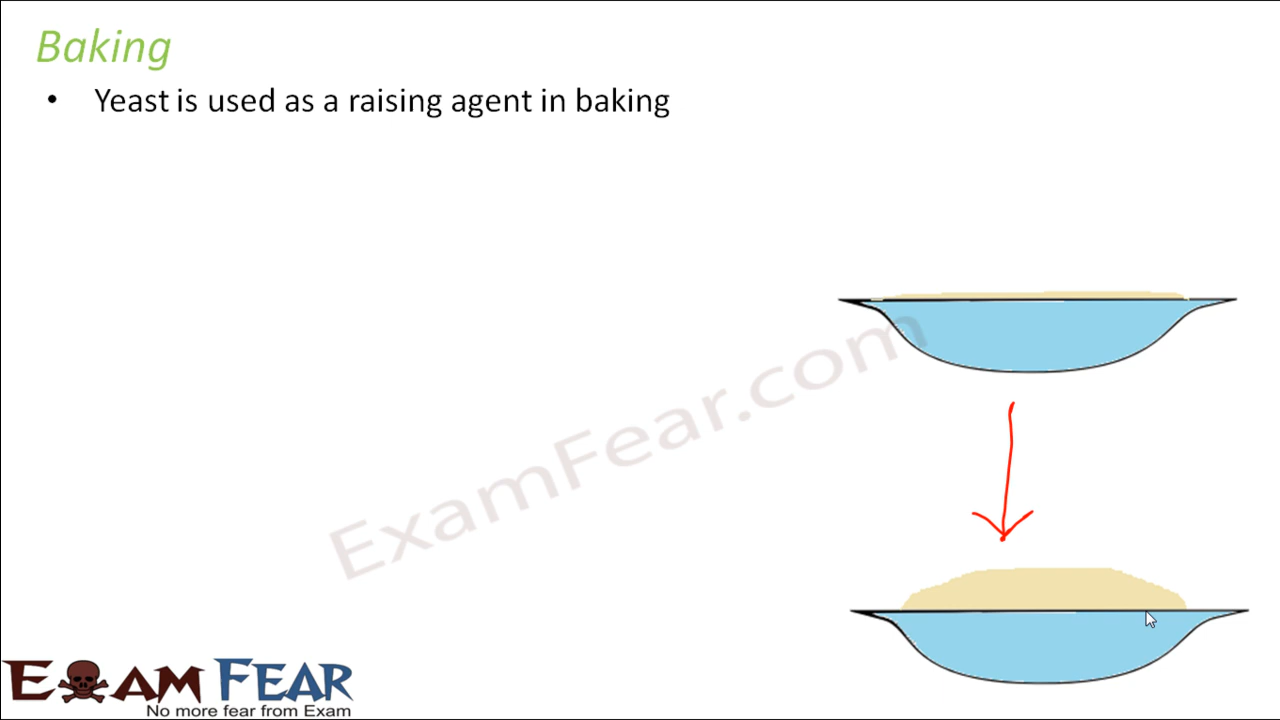 Baking
• Yeast is used as a raising agent in baking
ExamFear.com
EXAM FEAR
No more fear from Exam